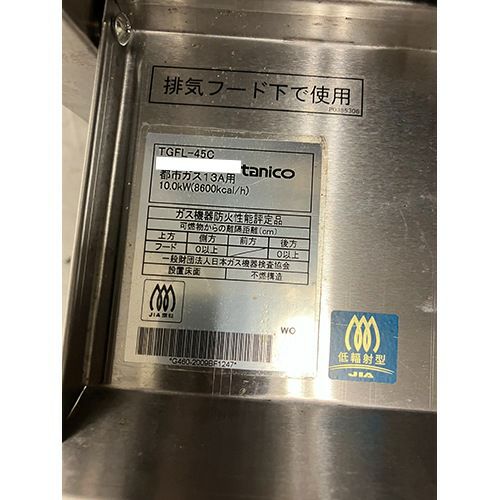 排気フード下で使用
P0385306
TGFL-45C
tanico
都市ガス13A用
10.0kW(8600kcal/h)
ガス機器防火性能評定品
可燃物からの離隔距離(cm)
上方 側方 前方 後方
フード 0以上 0以上
一般財団法人日本ガス機器検査協会
設置床面 不燃構造
JIA
WO
*G460-2009BF1247*
低輻射型
JIA